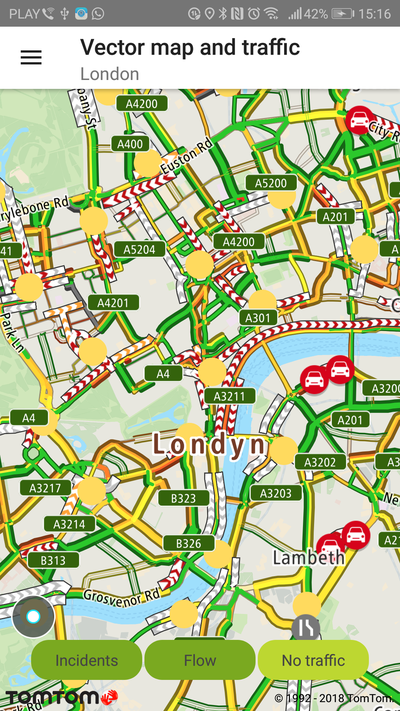 PLAY 42% 15:16
Vector map and traffic
London
A4200
A400
Euston Rd
City R
A5200
rylebone Rd
A201
A4200
A5204
41
A4201
A301
Park Ln
A4
A3211
A3200
A4
A201
Londyn
A3202
A3217
A3203
B323
A3214
B326
A21
B313
Lambeth
Grosvenor Rd
Incidents
Flow
No traffic
TOMTOM
© 1992 - 2018 TomTom.